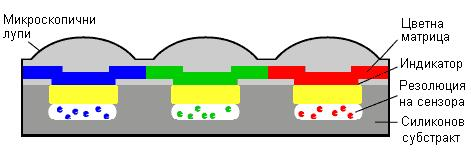 Микроскопични
лупи
Цветна
матрица
Индикатор
Резолюция
на сензора
Силиконов
субстракт